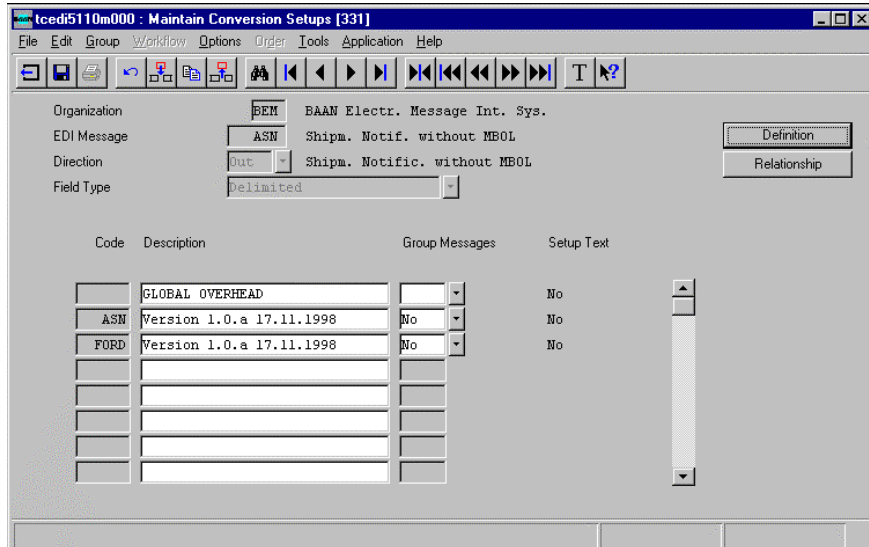 BAAN tcedi5110m000 : Maintain Conversion Setups [331]
File Edit Group Workflow Options Order Tools Application Help
T ?
Organization BEM BAAN Electr. Message Int. Sys.
EDI Message ASN Shipm. Notif. without MBOL Definition
Direction Out Shipm. Notific. without MBOL Relationship
Field Type Delimited
Code Description Group Messages Setup Text
GLOBAL OVERHEAD No
ASN Version 1.0.a 17.11.1998 No No
FORD Version 1.0.a 17.11.1998 No No